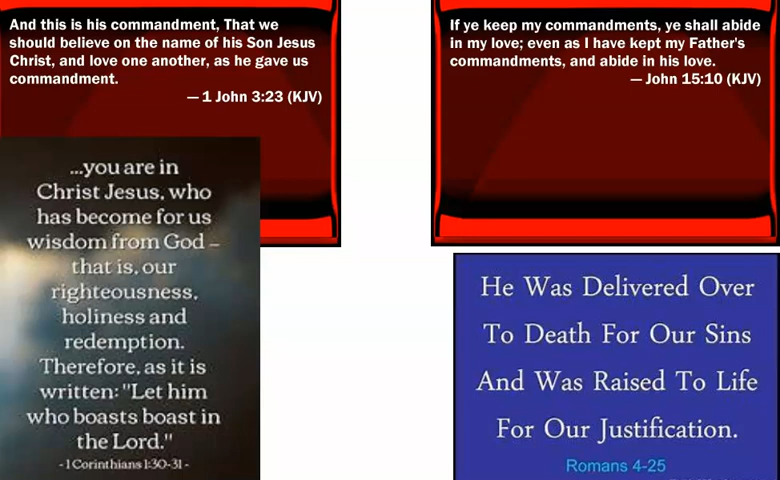 And this is his commandment, That we
should believe on the name of his Son Jesus
Christ, and love one another, as he gave us
commandment.
— 1 John 3:23 (KJV)
If ye keep my commandments, ye shall abide
in my love; even as I have kept my Father's
commandments, and abide in his love.
— John 15:10 (KJV)
...you are in
Christ Jesus, who
has become for us
wisdom from God –
that is, our
righteousness,
holiness and
redemption.
Therefore, as it is
written: "Let him
who boasts boast in
the Lord."
- 1 Corinthians 1:30-31 -
He Was Delivered Over
To Death For Our Sins
And Was Raised To Life
For Our Justification.
Romans 4-25